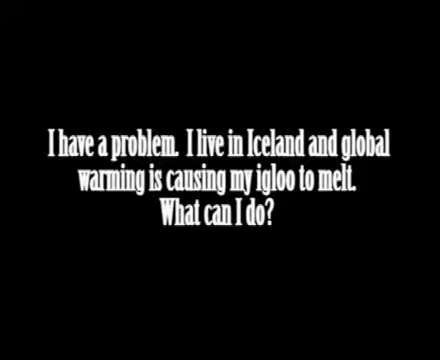 I have a problem.  I live in Iceland and global
warming is causing my igloo to melt.
What can I do?